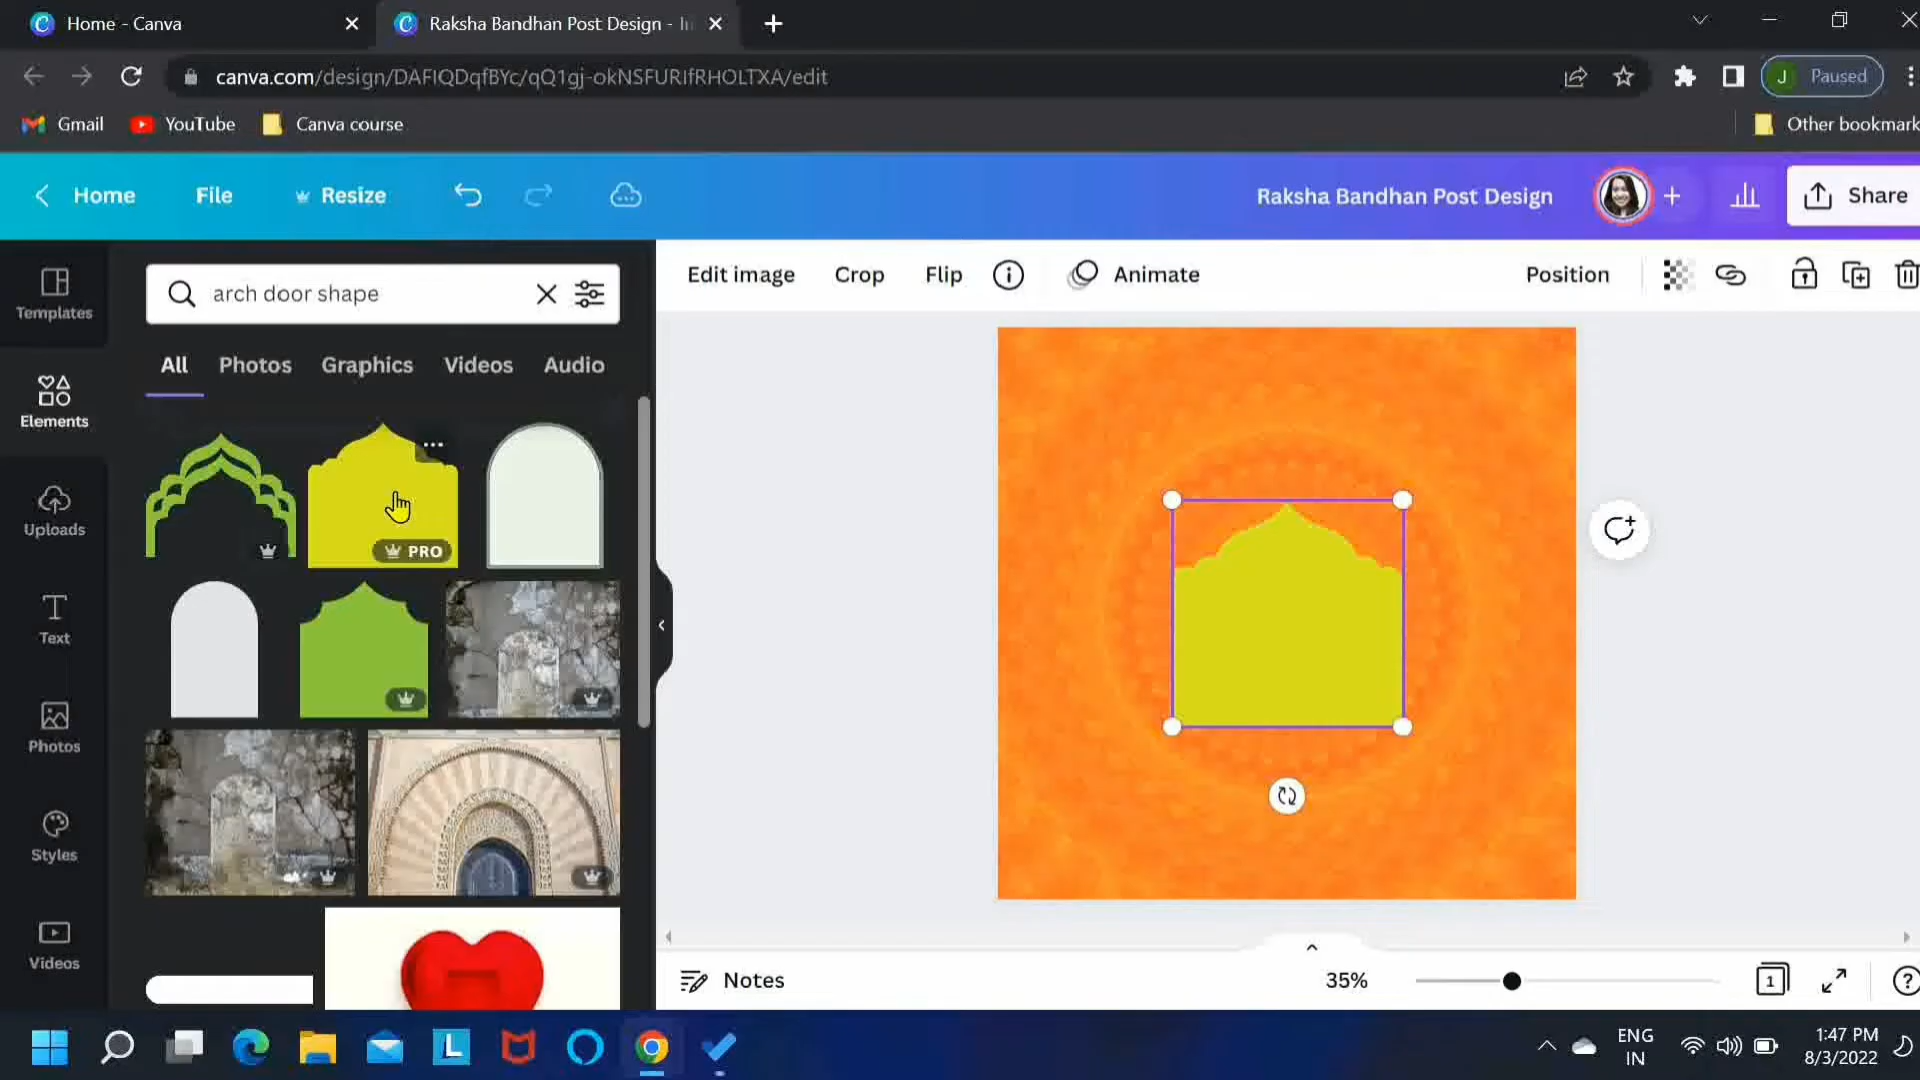 Home - Canva
Raksha Bandhan Post Design - I
canva.com/design/DAFIQDqfBYc/qQ1gj-okNSFURIfRHOLTXA/edit
J Paused
Gmail YouTube Canva course
Other bookmark
Home File Resize
Raksha Bandhan Post Design
Share
Templates
Elements
Uploads
Text
Photos
Styles
Videos
arch door shape
All Photos Graphics Videos Audio
PRO
Edit image Crop Flip Animate
Position
Notes
35%
1
ENG
IN
1:47 PM
8/3/2022